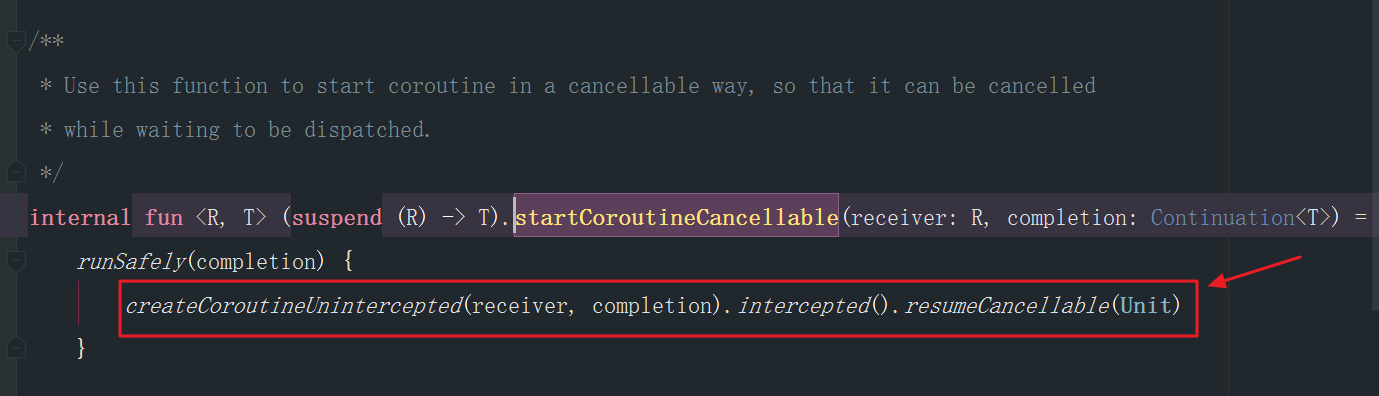 /**
* Use this function to start coroutine in a cancellable way, so that it can be cancelled
* while waiting to be dispatched.
*/
internal fun <R, T> (suspend (R) -> T).startCoroutineCancellable(receiver: R, completion: Continuation<T>) =
runSafely(completion) {
createCoroutineUnintercepted(receiver, completion).intercepted().resumeCancellable(Unit)
}